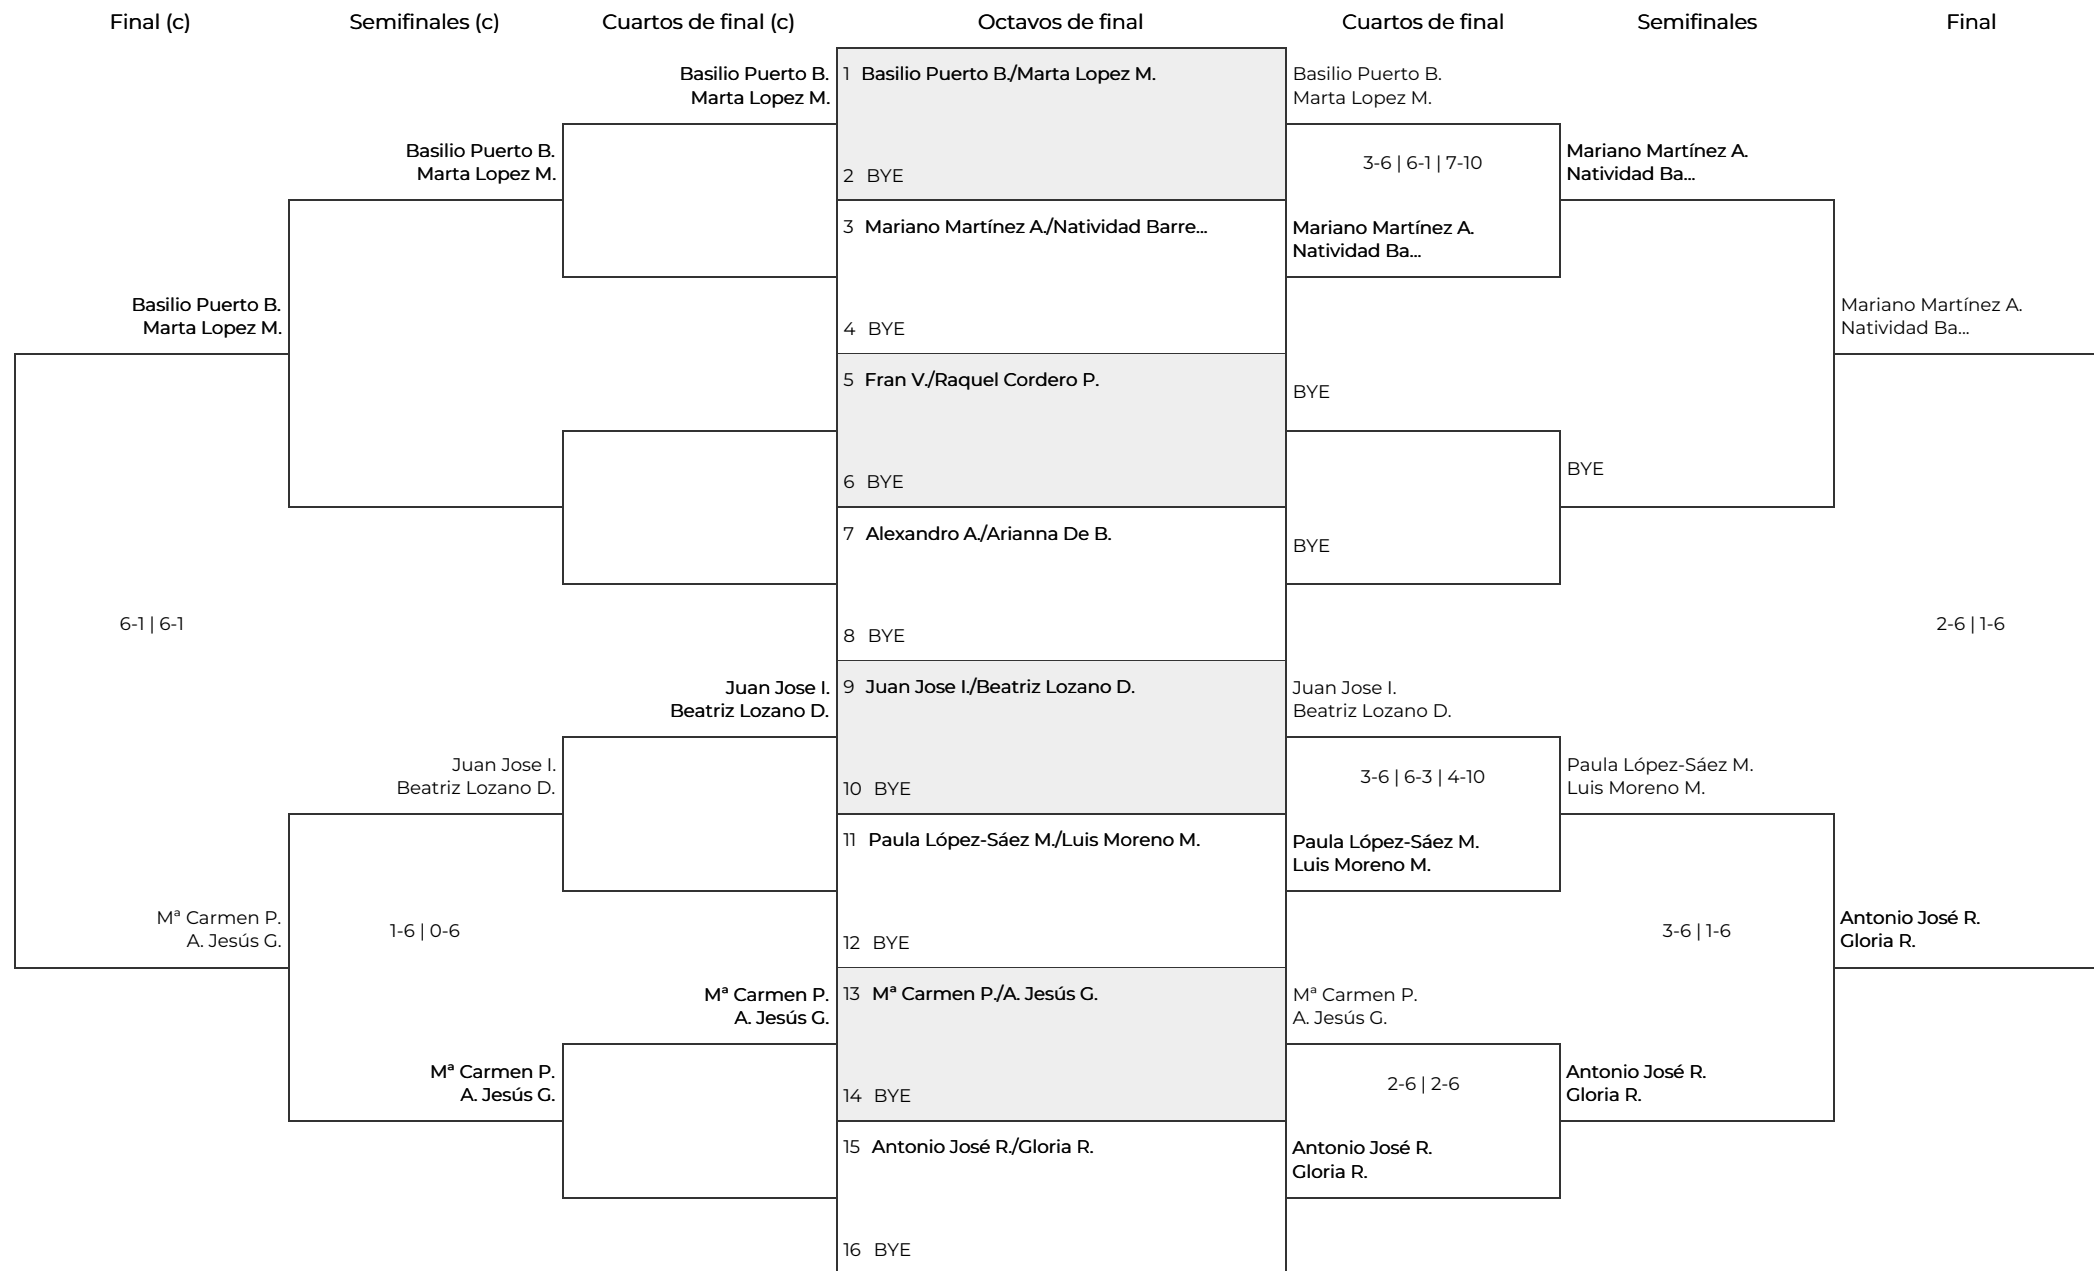 Final (c)
Semifinales (c)
Cuartos de final (c)
Octavos de final
Cuartos de final
Semifinales
Final
Basilio Puerto B.
Marta Lopez M.
Juan Jose I.
Beatriz Lozano D.
Mª Carmen P.
A. Jesús G.
Basilio Puerto B.
Marta Lopez M.
Juan Jose I.
Beatriz Lozano D.
1-6 | 0-6
Mª Carmen P.
A. Jesús G.
Basilio Puerto B.
Marta Lopez M.
6-1 | 6-1
Mª Carmen P.
A. Jesús G.
1 Basilio Puerto B./Marta Lopez M.
2 BYE
3 Mariano Martínez A./Natividad Barre...
4 BYE
5 Fran V./Raquel Cordero P.
6 BYE
7 Alexandro A./Arianna De B.
8 BYE
9 Juan Jose I./Beatriz Lozano D.
10 BYE
11 Paula López-Sáez M./Luis Moreno M.
12 BYE
13 Mª Carmen P./A. Jesús G.
14 BYE
15 Antonio José R./Gloria R.
16 BYE
Basilio Puerto B.
Marta Lopez M.
3-6 | 6-1 | 7-10
Mariano Martínez A.
Natividad Ba...
BYE
BYE
Juan Jose I.
Beatriz Lozano D.
3-6 | 6-3 | 4-10
Paula López-Sáez M.
Luis Moreno M.
Mª Carmen P.
A. Jesús G.
2-6 | 2-6
Antonio José R.
Gloria R.
Mariano Martínez A.
Natividad Ba...
BYE
Paula López-Sáez M.
Luis Moreno M.
3-6 | 1-6
Antonio José R.
Gloria R.
Mariano Martínez A.
Natividad Ba...
2-6 | 1-6
Antonio José R.
Gloria R.